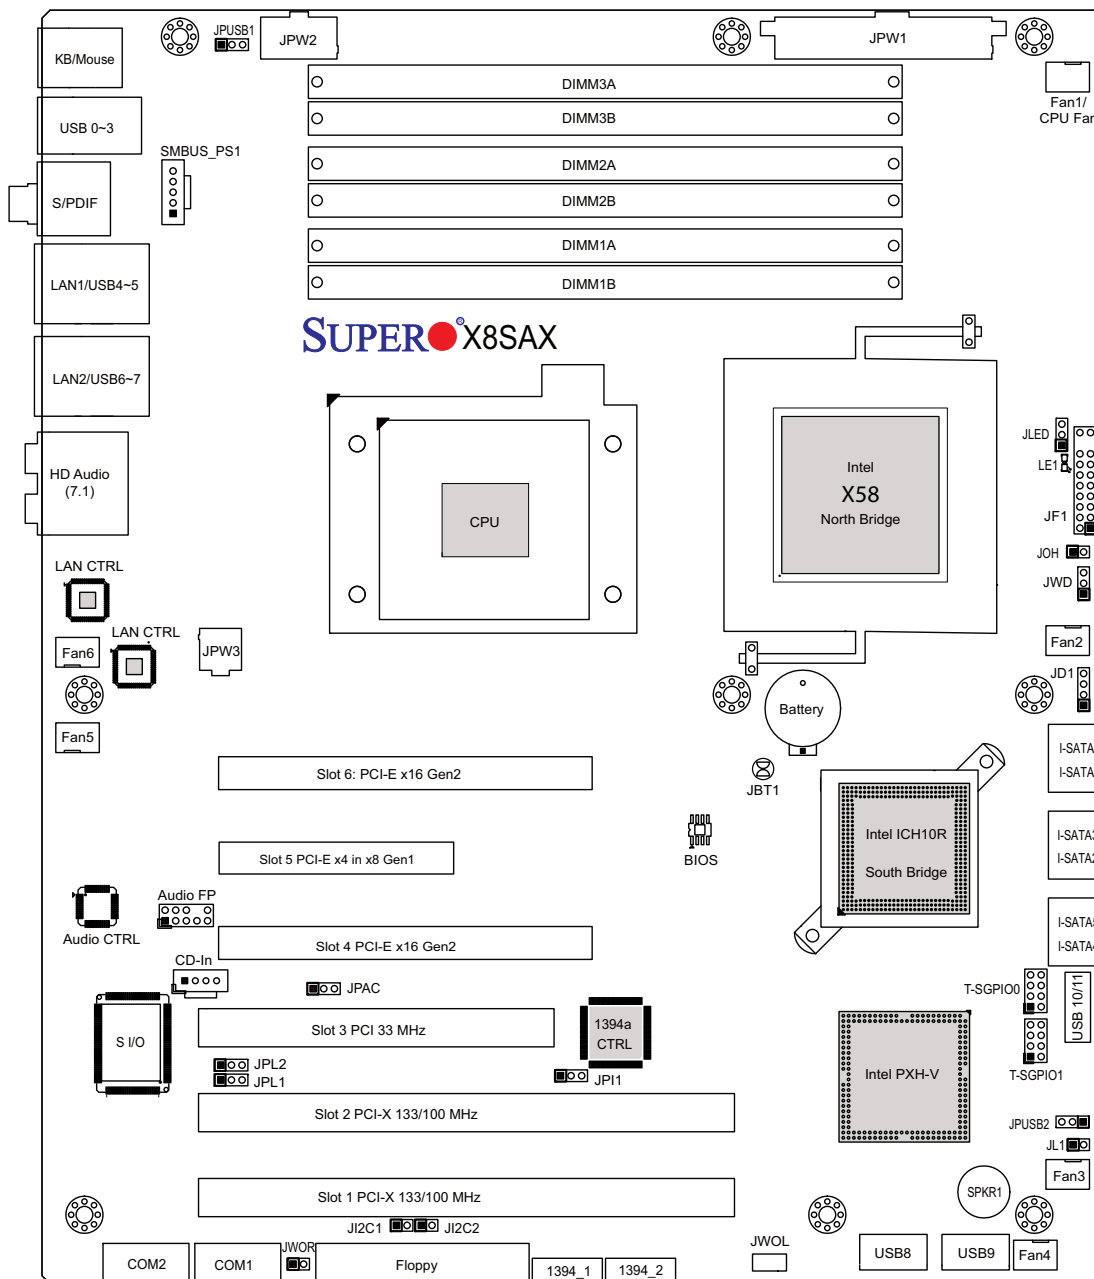 JPUSB1
JPW2
JPW1
KB/Mouse
DIMM3A
Fan1/
CPU Fan
DIMM3B
USB 0~3
SMBUS_PS1
DIMM2A
S/PDIF
DIMM2B
DIMM1A
LAN1/USB4~5
DIMM1B
SUPER® X8SAX
LAN2/USB6~7
JLED
LE1
HD Audio
(7.1)
Intel
X58
North Bridge
CPU
JF1
JOH
JWD
LAN CTRL
LAN CTRL
Fan6
JPW3
Fan2
JD1
Battery
Fan5
I-SATA
I-SATA
Slot 6: PCI-E x16 Gen2
JBT1
Intel ICH10R
South Bridge
I-SATA3
I-SATA2
BIOS
Slot 5 PCI-E x4 in x8 Gen1
Audio FP
Audio CTRL
Slot 4 PCI-E x16 Gen2
I-SATA5
I-SATA4
CD-In
JPAC
T-SGPIO0
USB 10/11
S I/O
Slot 3 PCI 33 MHz
1394a
CTRL
JPL2
JPL1
JPI1
Intel PXH-V
T-SGPIO1
Slot 2 PCI-X 133/100 MHz
JPUSB2
JL1
Fan3
Slot 1 PCI-X 133/100 MHz
SPKR1
JI2C1
JI2C2
JWOR
JWOL
COM2
COM1
Floppy
1394_1
1394_2
USB8
USB9
Fan4